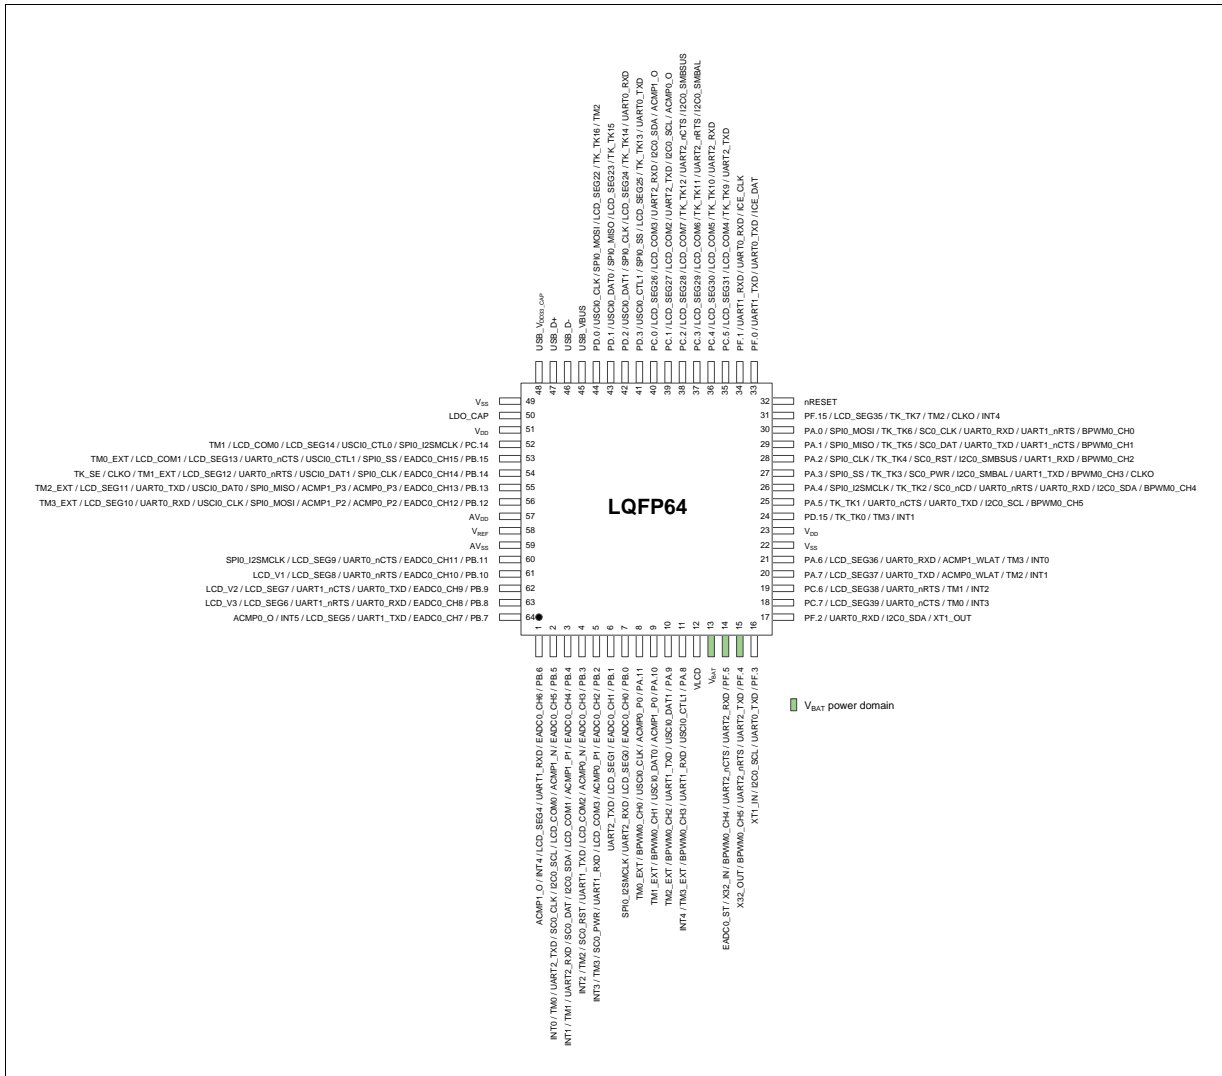 PD.0 / USCI0_CLK / SPI0_MOSI / LCD_SEG22 / TK_TK16 / TM2
PD.1 / USCI0_DAT0 / SPI0_MISO / LCD_SEG23 / TK_TK15
PD.2 / USCI0_DAT1 / SPI0_CLK / LCD_SEG24 / TK_TK14 / UART0_RXD
PD.3 / USCI0_CTL1 / SPI0_SS / LCD_SEG25 / TK_TK13 / UART0_TXD
PC.0 / LCD_SEG26 / LCD_COM3 / UART2_RXD / I2C0_SDA / ACMP1_O
PC.1 / LCD_SEG27 / LCD_COM2 / UART2_TXD / I2C0_SCL / ACMP0_O
PC.2 / LCD_SEG28 / LCD_COM7 / TK_TK12 / UART2_nCTS / I2C0_SMBSUS
PC.3 / LCD_SEG29 / LCD_COM6 / TK_TK11 / UART2_nRTS / I2C0_SMBAL
PC.4 / LCD_SEG30 / LCD_COM5 / TK_TK10 / UART2_RXD
PC.5 / LCD_SEG31 / LCD_COM4 / TK_TK9 / UART2_TXD
PF.1 / UART1_RXD / UART0_RXD / ICE_CLK
PF.0 / UART1_TXD / UART0_TXD / ICE_DAT
USB_VDD33_CAP
USB_D+
USB_D-
USB_VBUS
48 47 46 45 44 43 42 41 40 39 38 37 36 35 34 33
VSS 49
LDO_CAP 50
VDD 51
TM1 / LCD_COM0 / LCD_SEG14 / USCI0_CTL0 / SPI0_I2SMCLK / PC.14 52
TM0_EXT / LCD_COM1 / LCD_SEG13 / UART0_nCTS / USCI0_CTL1 / SPI0_SS / EADC0_CH15 / PB.15 53
TK_SE / CLKO / TM1_EXT / LCD_SEG12 / UART0_nRTS / USCI0_DAT1 / SPI0_CLK / EADC0_CH14 / PB.14 54
TM2_EXT / LCD_SEG11 / UART0_TXD / USCI0_DAT0 / SPI0_MISO / ACMP1_P3 / ACMP0_P3 / EADC0_CH13 / PB.13 55
TM3_EXT / LCD_SEG10 / UART0_RXD / USCI0_CLK / SPI0_MOSI / ACMP1_P2 / ACMP0_P2 / EADC0_CH12 / PB.12 56
AVDD 57
VREF 58
AVSS 59
SPI0_I2SMCLK / LCD_SEG9 / UART0_nCTS / EADC0_CH11 / PB.11 60
LCD_V1 / LCD_SEG8 / UART0_nRTS / EADC0_CH10 / PB.10 61
LCD_V2 / LCD_SEG7 / UART1_nCTS / UART0_TXD / EADC0_CH9 / PB.9 62
LCD_V3 / LCD_SEG6 / UART1_nRTS / UART0_RXD / EADC0_CH8 / PB.8 63
ACMP0_O / INT5 / LCD_SEG5 / UART1_TXD / EADC0_CH7 / PB.7 64
LQFP64
32 nRESET
31 PF.15 / LCD_SEG35 / TK_TK7 / TM2 / CLKO / INT4
30 PA.0 / SPI0_MOSI / TK_TK6 / SC0_CLK / UART0_RXD / UART1_nRTS / BPWM0_CH0
29 PA.1 / SPI0_MISO / TK_TK5 / SC0_DAT / UART0_TXD / UART1_nCTS / BPWM0_CH1
28 PA.2 / SPI0_CLK / TK_TK4 / SC0_RST / I2C0_SMBSUS / UART1_RXD / BPWM0_CH2
27 PA.3 / SPI0_SS / TK_TK3 / SC0_PWR / I2C0_SMBAL / UART1_TXD / BPWM0_CH3 / CLKO
26 PA.4 / SPI0_I2SMCLK / TK_TK2 / SC0_nCD / UART0_nRTS / UART0_RXD / I2C0_SDA / BPWM0_CH4
25 PA.5 / TK_TK1 / UART0_nCTS / UART0_TXD / I2C0_SCL / BPWM0_CH5
24 PD.15 / TK_TK0 / TM3 / INT1
23 VDD
22 VSS
21 PA.6 / LCD_SEG36 / UART0_RXD / ACMP1_WLAT / TM3 / INT0
20 PA.7 / LCD_SEG37 / UART0_TXD / ACMP0_WLAT / TM2 / INT1
19 PC.6 / LCD_SEG38 / UART0_nRTS / TM1 / INT2
18 PC.7 / LCD_SEG39 / UART0_nCTS / TM0 / INT3
17 PF.2 / UART0_RXD / I2C0_SDA / XT1_OUT
1 2 3 4 5 6 7 8 9 10 11 12 13 14 15 16
ACMP1_O / INT4 / LCD_SEG4 / UART1_RXD / EADC0_CH6 / PB.6
INT0 / TM0 / UART2_TXD / SC0_CLK / I2C0_SCL / LCD_COM0 / ACMP1_N / EADC0_CH5 / PB.5
INT1 / TM1 / UART2_RXD / SC0_DAT / I2C0_SDA / LCD_COM1 / ACMP1_P1 / EADC0_CH4 / PB.4
INT2 / TM2 / SC0_RST / UART1_TXD / LCD_COM2 / ACMP0_N / EADC0_CH3 / PB.3
INT3 / TM3 / SC0_PWR / UART1_RXD / LCD_COM3 / ACMP0_P1 / EADC0_CH2 / PB.2
UART2_TXD / LCD_SEG1 / EADC0_CH1 / PB.1
SPI0_I2SMCLK / UART2_RXD / LCD_SEG0 / EADC0_CH0 / PB.0
TM0_EXT / BPWM0_CH0 / USCI0_CLK / ACMP0_P0 / PA.11
TM1_EXT / BPWM0_CH1 / USCI0_DAT0 / ACMP1_P0 / PA.10
TM2_EXT / BPWM0_CH2 / UART1_TXD / USCI0_DAT1 / PA.9
INT4 / TM3_EXT / BPWM0_CH3 / UART1_RXD / USCI0_CTL1 / PA.8
VLCD
VBAT
EADC0_ST / X32_IN / BPWM0_CH4 / UART2_nCTS / UART2_RXD / PF.5
X32_OUT / BPWM0_CH5 / UART2_nRTS / UART2_TXD / PF.4
XT1_IN / I2C0_SCL / UART0_TXD / PF.3
VBAT power domain